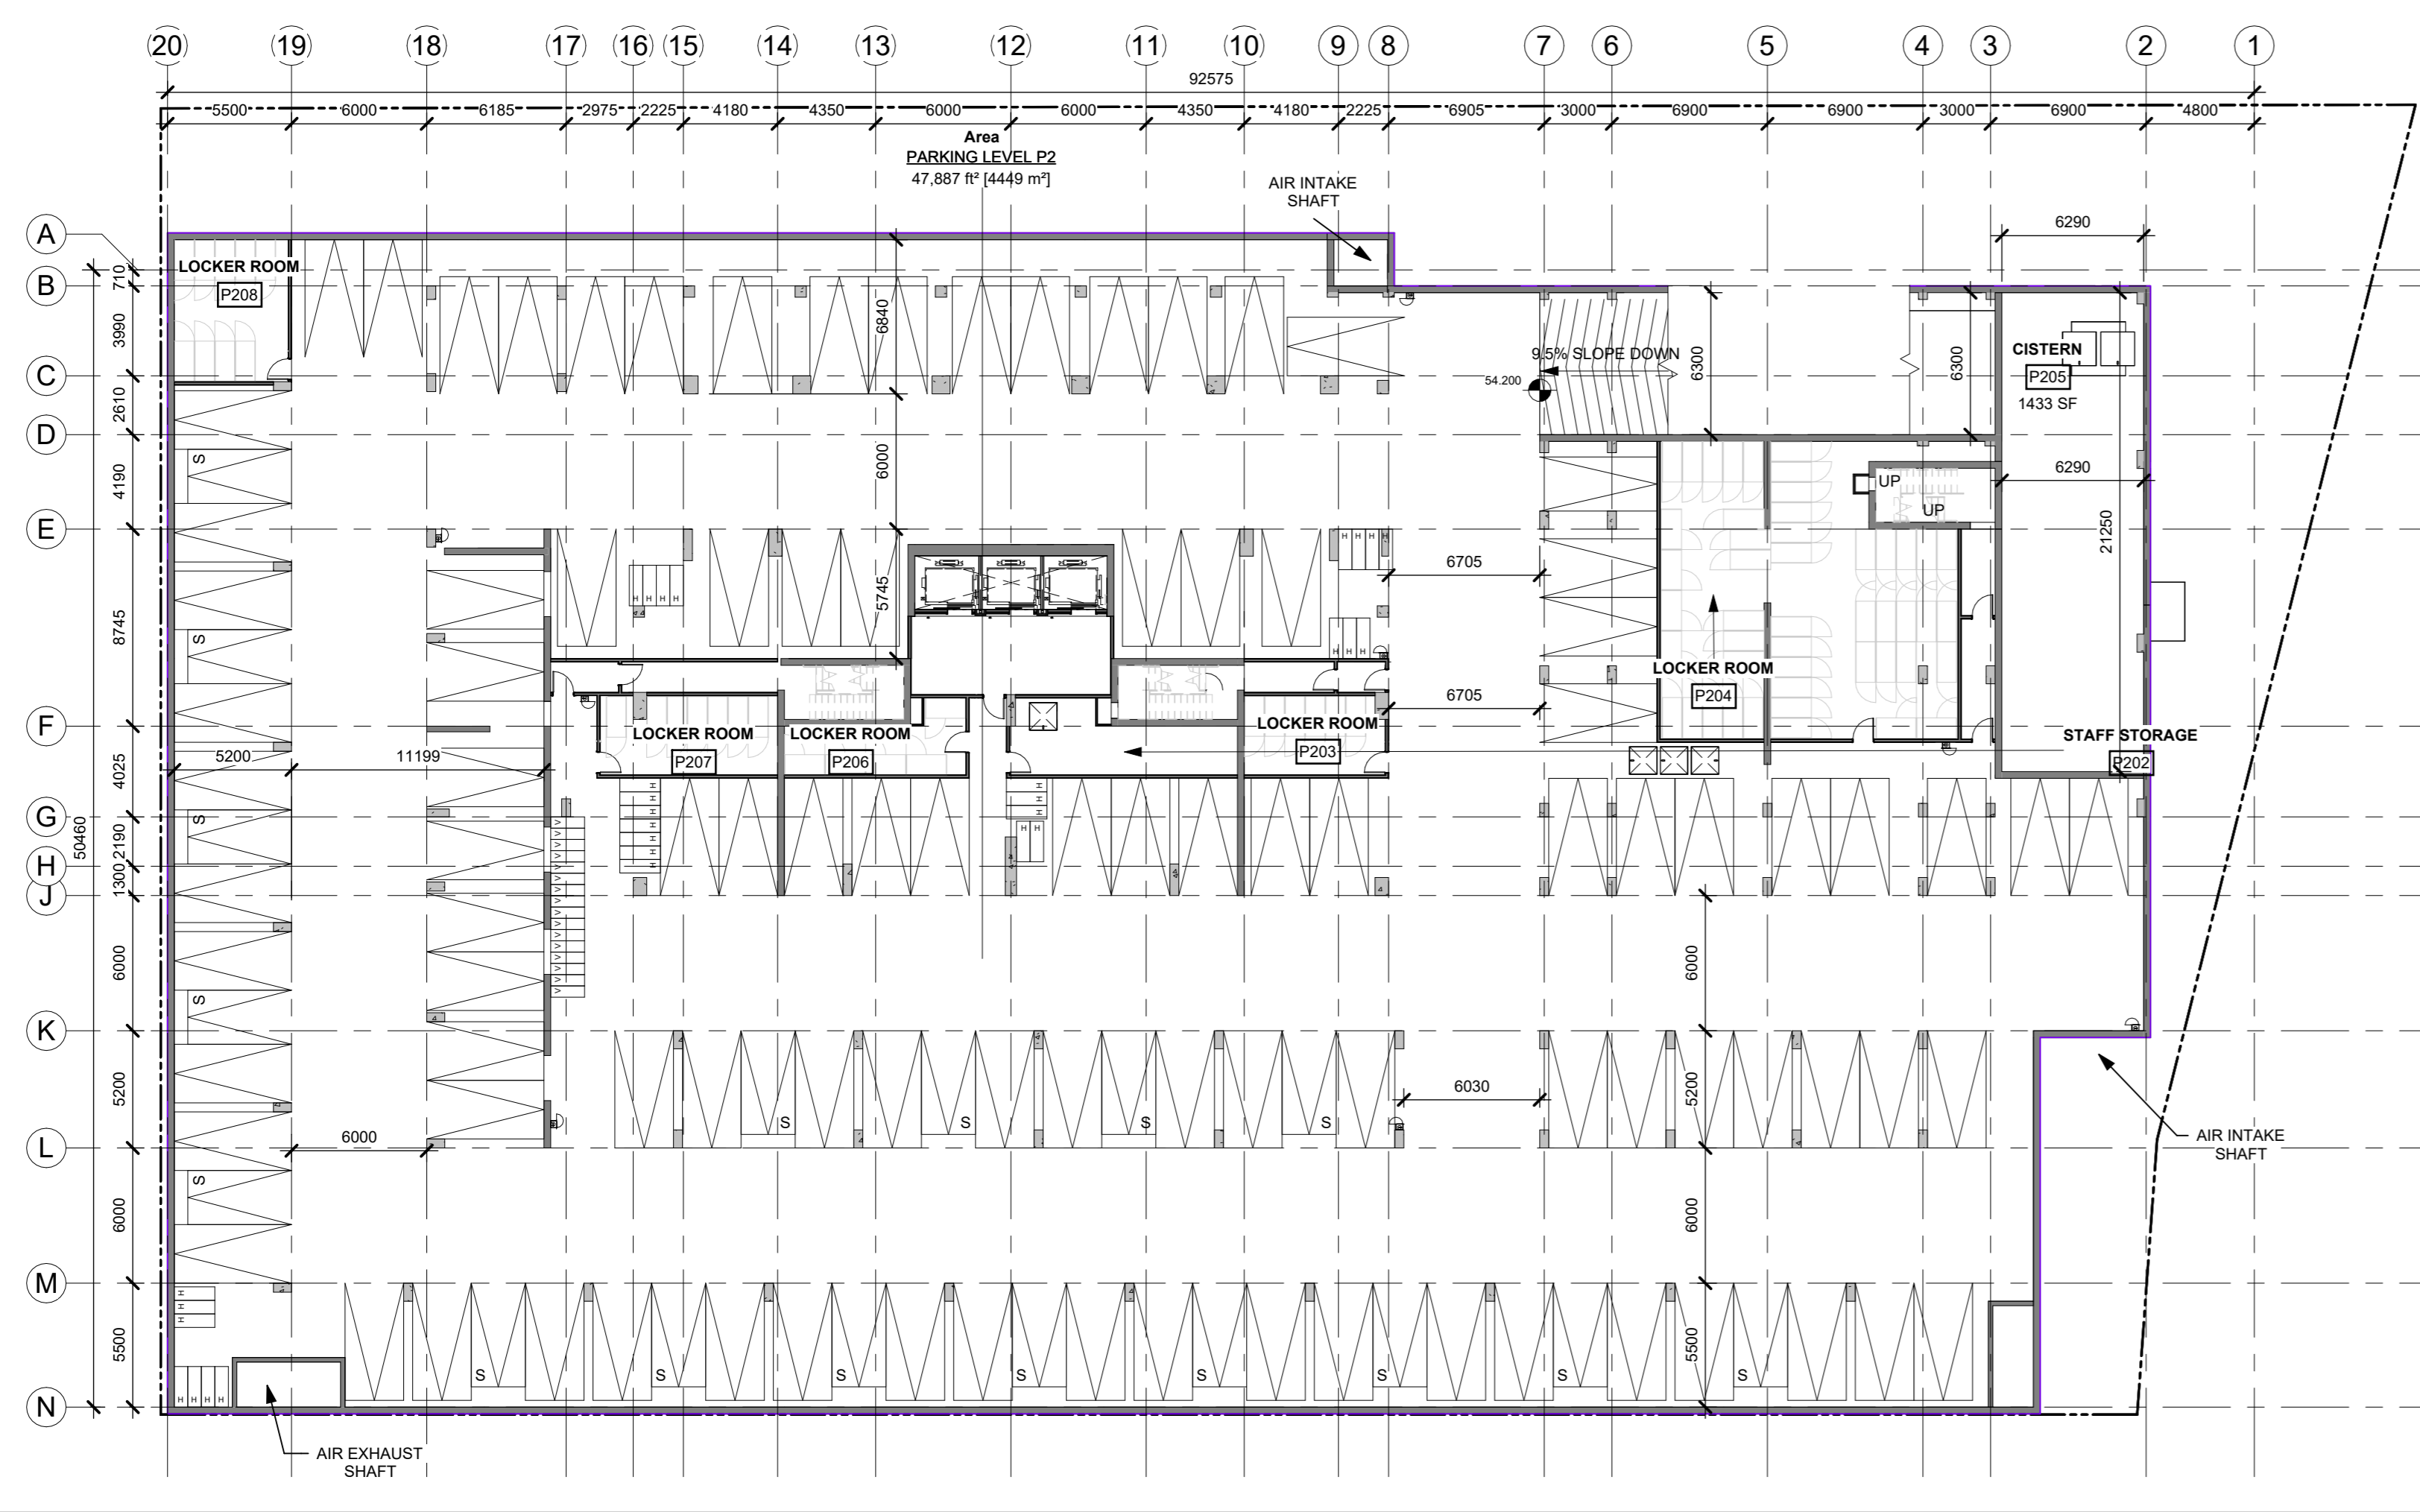 20 19 18 17 16 15 14 13 12 11 10 9 8 7 6 5 4 3 2 1
92575
5500 6000 6185 2975 2225 4180 4350 6000 6000 4350 4180 2225 6905 3000 6900 6900 3000 6900 4800
Area
PARKING LEVEL P2
47,887 ft² [4449 m²]
AIR INTAKE
SHAFT
A
B
C
D
E
F
G
H
J
K
L
M
N
710
3990
2610
4190
8745
4025
2190
1300
6000
5200
6000
5500
50460
LOCKER ROOM
P208
6840
6000
5745
9.5% SLOPE DOWN
54.200
6300
6300
6290
CISTERN
P205
1433 SF
6290
21250
UP
UP
6705
6705
LOCKER ROOM
P204
LOCKER ROOM
P207
LOCKER ROOM
P206
LOCKER ROOM
P203
STAFF STORAGE
P202
5200
11199
6000
6030
6000
5200
6000
5500
S
S
S
S
S
S S S S
S S S S S S S S
H H H H
H H H H
H H H
H H H H H H H
H H H
H H
V V V V V V V V V V V V V V V V
H H H
H H H H
AIR INTAKE
SHAFT
AIR EXHAUST
SHAFT